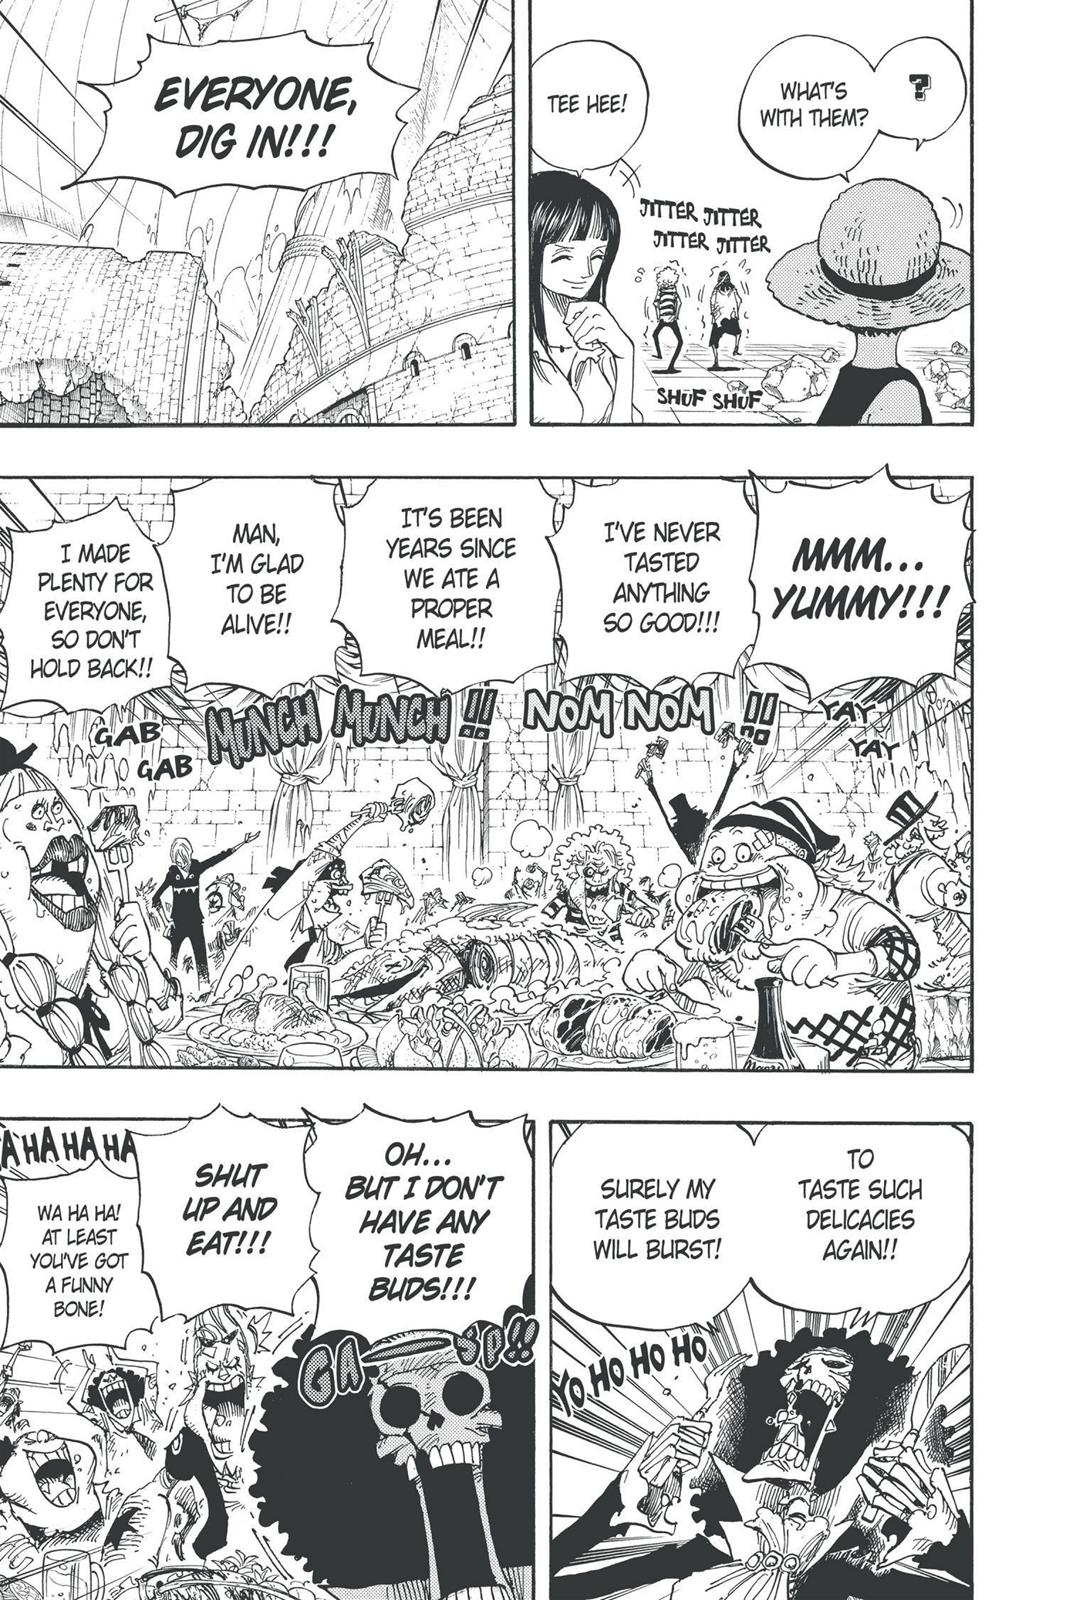 ?
WHAT'S
WITH THEM?
TEE HEE!
JITTER JITTER
JITTER JITTER
SHUF SHUF
EVERYONE,
DIG IN!!!
MMM...
YUMMY!!!
I'VE NEVER
TASTED
ANYTHING
SO GOOD!!!
IT'S BEEN
YEARS SINCE
WE ATE A
PROPER
MEAL!!
MAN,
I'M GLAD
TO BE
ALIVE!!
I MADE
PLENTY FOR
EVERYONE,
SO DON'T
HOLD BACK!!
YAY
YAY
NOM NOM!!
MUNCH MUNCH!!
GAB
GAB
TO
TASTE SUCH
DELICACIES
AGAIN!!
SURELY MY
TASTE BUDS
WILL BURST!
YO HO HO HO
OH...
BUT I DON'T
HAVE ANY
TASTE
BUDS!!!
GASP!!
SHUT
UP AND
EAT!!!
A HA HA HA HA
WA HA HA!
AT LEAST
YOU'VE GOT
A FUNNY
BONE!